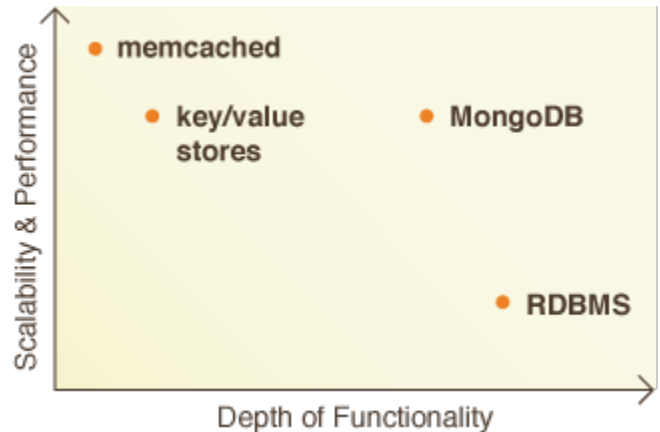 Scalability & Performance
memcached
key/value
stores
MongoDB
RDBMS
Depth of Functionality